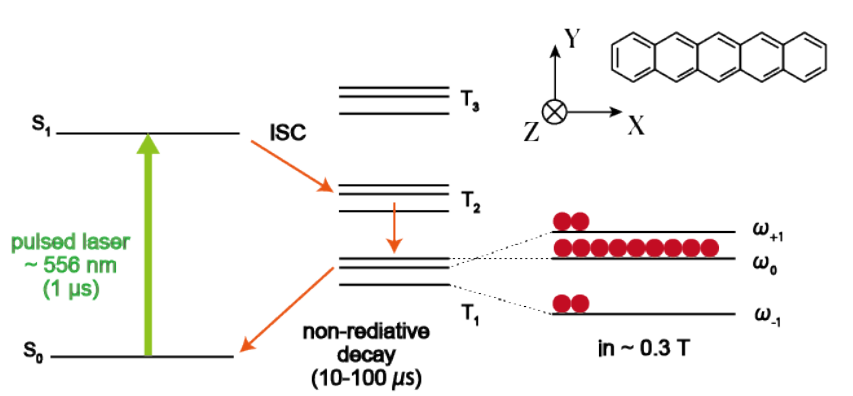 S₁
ISC
pulsed laser
~ 556 nm
(1 µs)
S₀
T₃
T₂
T₁
non-rediative
decay
(10-100 µs)
Y
Z
X
ω₊₁
ω₀
ω₋₁
in ~ 0.3 T